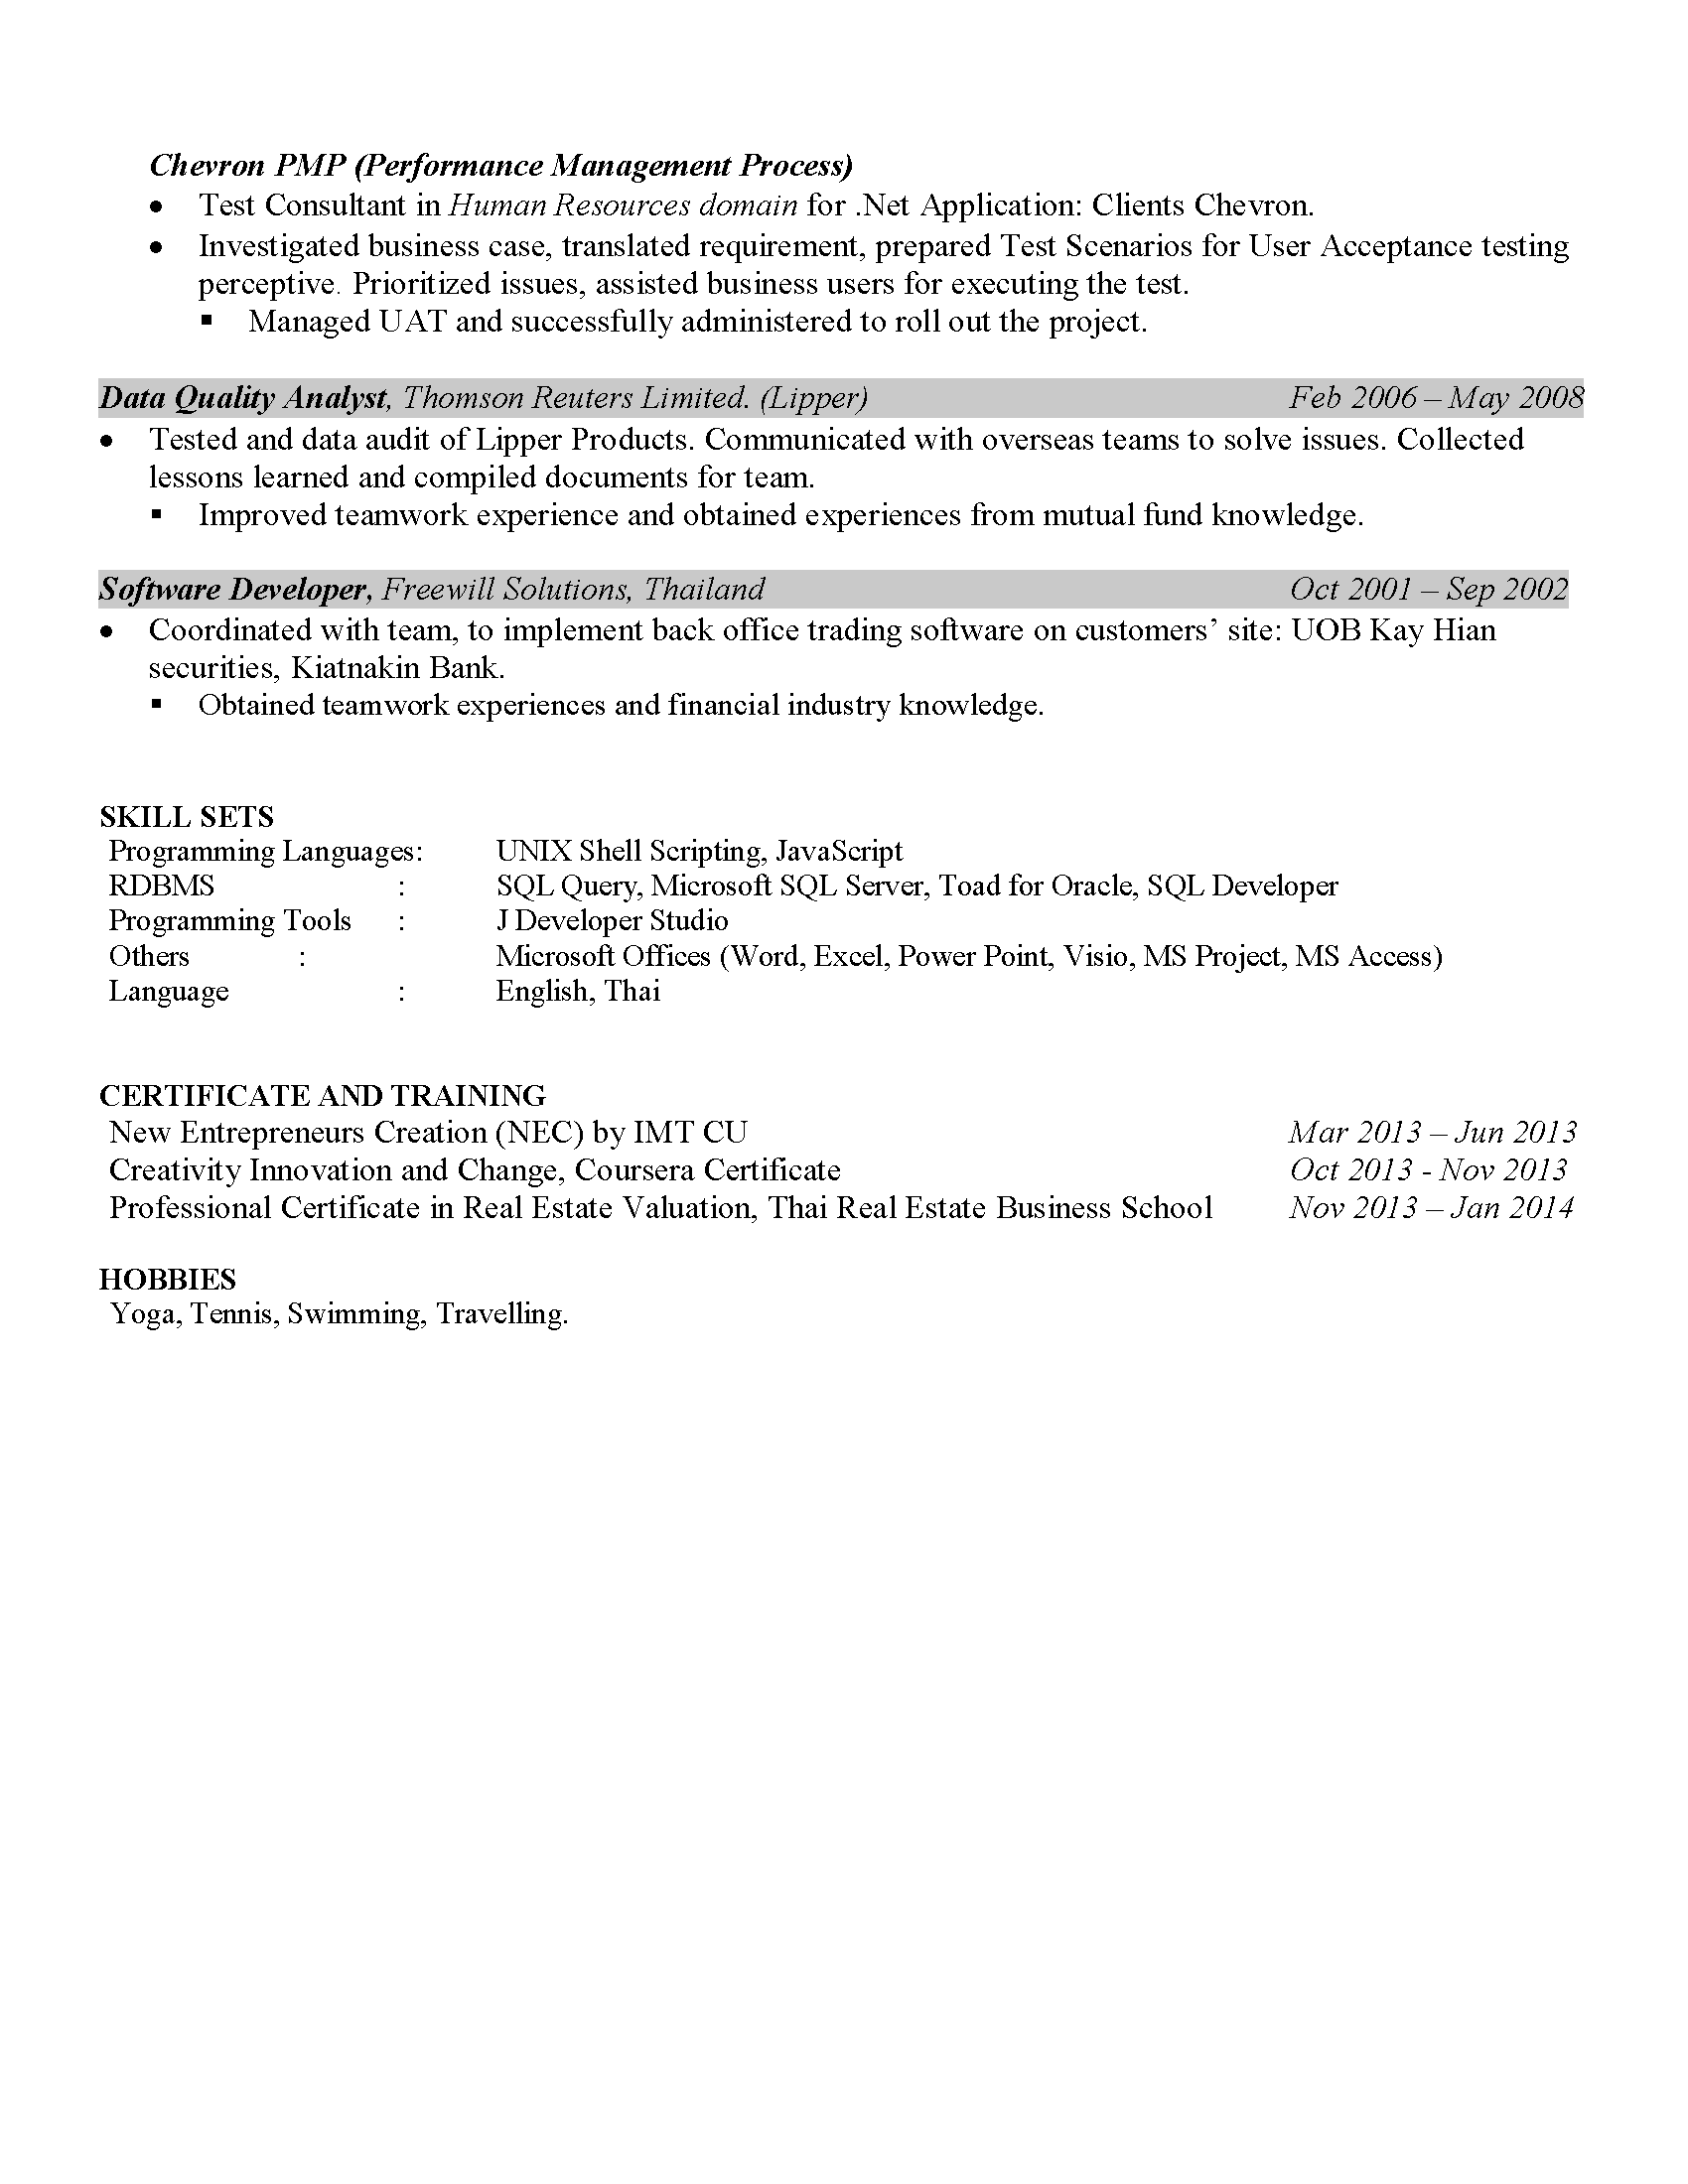 Chevron PMP (Performance Management Process)
● Test Consultant in Human Resources domain for .Net Application: Clients Chevron.
● Investigated business case, translated requirement, prepared Test Scenarios for User Acceptance testing
perceptive. Prioritized issues, assisted business users for executing the test.
▪ Managed UAT and successfully administered to roll out the project.
Data Quality Analyst, Thomson Reuters Limited. (Lipper) Feb 2006 – May 2008
● Tested and data audit of Lipper Products. Communicated with overseas teams to solve issues. Collected
lessons learned and compiled documents for team.
▪ Improved teamwork experience and obtained experiences from mutual fund knowledge.
Software Developer, Freewill Solutions, Thailand Oct 2001 – Sep 2002
● Coordinated with team, to implement back office trading software on customers’ site: UOB Kay Hian
securities, Kiatnakin Bank.
▪ Obtained teamwork experiences and financial industry knowledge.
SKILL SETS
Programming Languages: UNIX Shell Scripting, JavaScript
RDBMS : SQL Query, Microsoft SQL Server, Toad for Oracle, SQL Developer
Programming Tools : J Developer Studio
Others : Microsoft Offices (Word, Excel, Power Point, Visio, MS Project, MS Access)
Language : English, Thai
CERTIFICATE AND TRAINING
New Entrepreneurs Creation (NEC) by IMT CU Mar 2013 – Jun 2013
Creativity Innovation and Change, Coursera Certificate Oct 2013 - Nov 2013
Professional Certificate in Real Estate Valuation, Thai Real Estate Business School Nov 2013 – Jan 2014
HOBBIES
Yoga, Tennis, Swimming, Travelling.